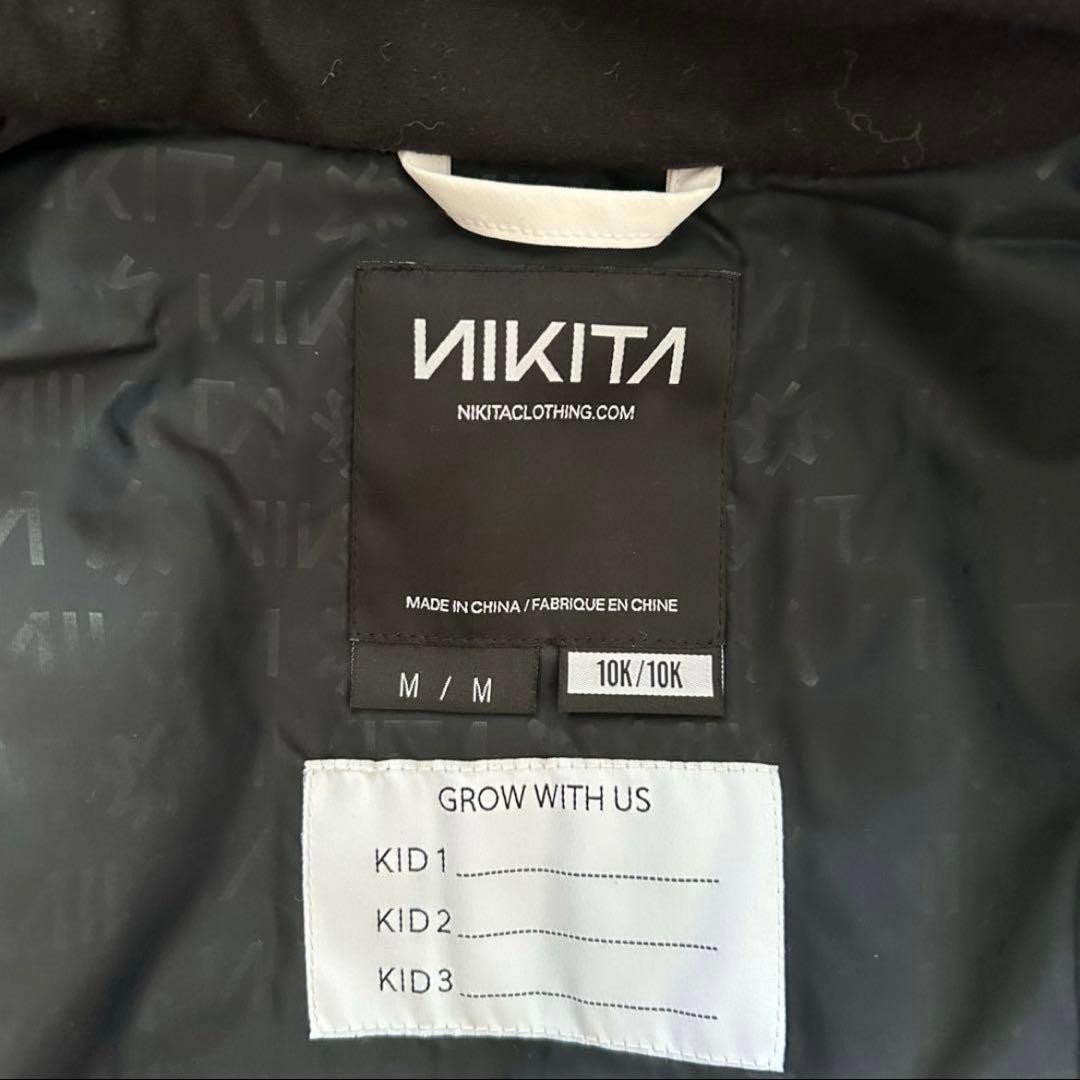 NIKITA
NIKITACLOTHING.COM
MADE IN CHINA / FABRIQUE EN CHINE
M / M
10K/10K
GROW WITH US
KID 1
KID 2
KID 3